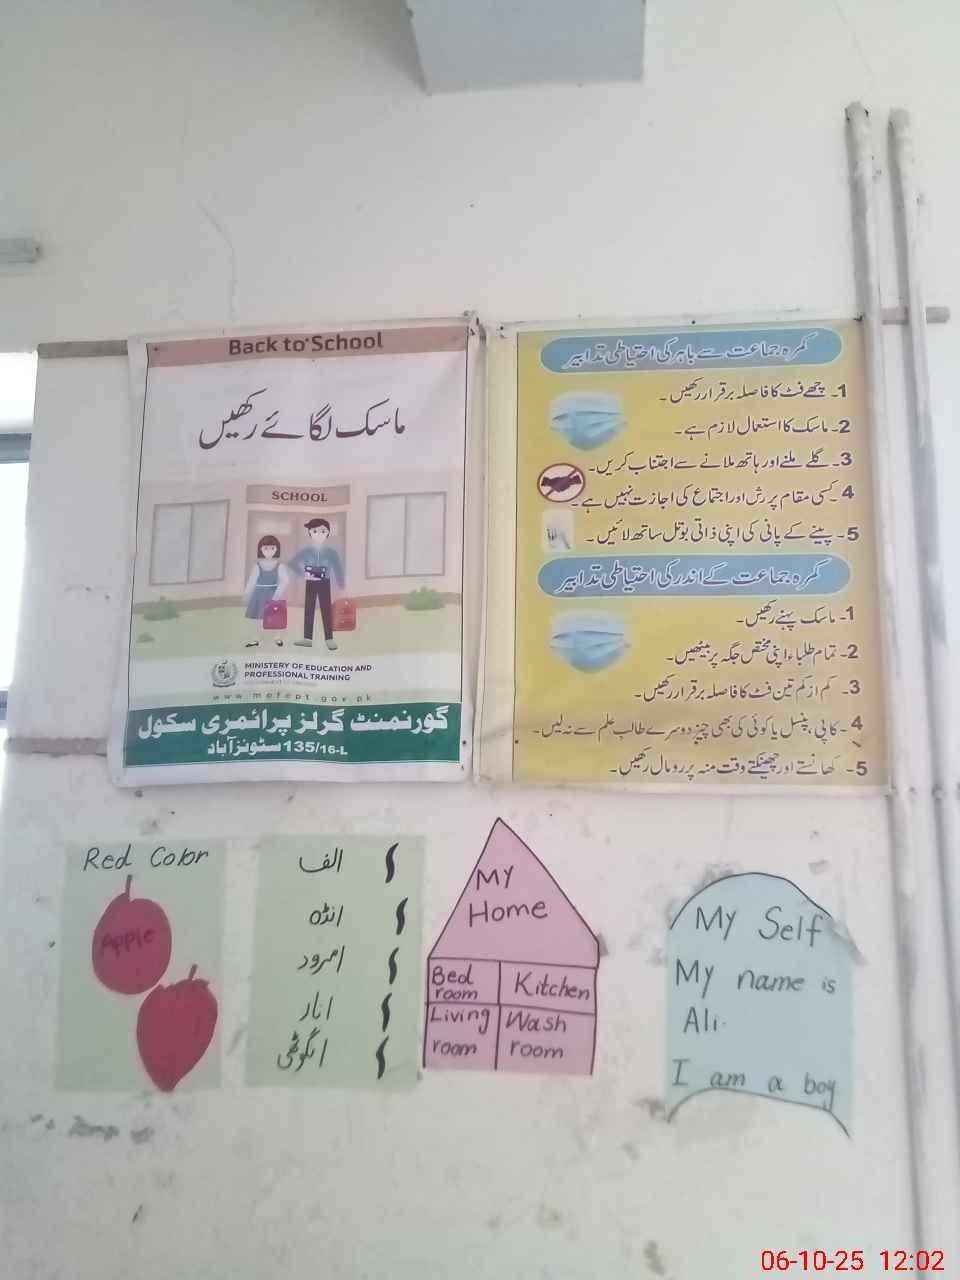 Back to School
ماسک لگائے رکھیں
SCHOOL
MINISTERY OF EDUCATION AND
PROFESSIONAL TRAINING
www.mofept.gov.pk
گورنمنٹ گرلز پرائمری سکول
135/16-L سٹونزآباد
کمرہ جماعت سے باہر کی احتیاطی تدابیر
1- چھے فٹ کا فاصلہ برقرار رکھیں۔
2- ماسک کا استعمال لازم ہے۔
3- گلے ملنے اور ہاتھ ملانے سے اجتناب کریں۔
4- کسی مقام پر رش اور اجتماع کی اجازت نہیں ہے۔
5- پینے کے پانی کی اپنی ذاتی بوتل ساتھ لائیں۔
کمرہ جماعت کے اندر کی احتیاطی تدابیر
1- ماسک پہنے رکھیں۔
2- تمام طلباء اپنی مختص جگہ پر بیٹھیں۔
3- کم از کم تین فٹ کا فاصلہ برقرار رکھیں۔
4- کاپی، پنسل یا کوئی کی بھی چیز دوسرے طالب علم سے نہ لیں۔
5- کھانستے اور چھینکتے وقت منہ پر رومال رکھیں۔
Red Color
Apple
ا الف
ا انڈہ
ا امرود
ا انار
ا انگوٹھی
My
Home
Bed room
Kitchen
Living room
Wash room
My Self
My name is
Ali.
I am a boy
06-10-25 12:02